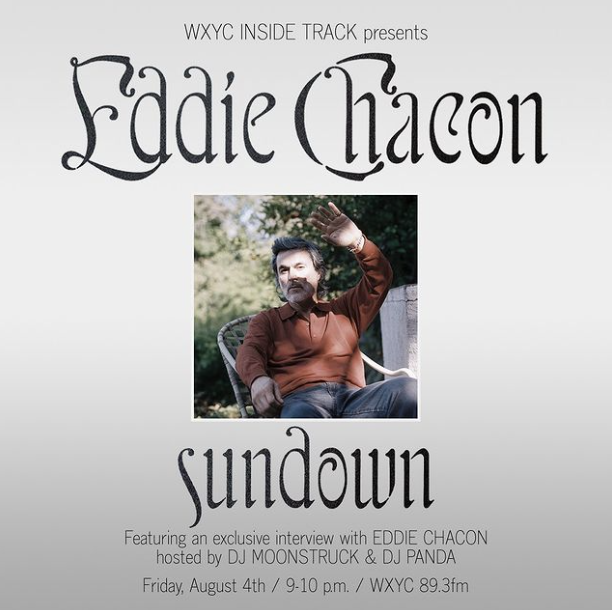 WXYC INSIDE TRACK presents
Eddie Chacon
sundown
Featuring an exclusive interview with EDDIE CHACON
hosted by DJ MOONSTRUCK & DJ PANDA
Friday, August 4th / 9-10 p.m. / WXYC 89.3fm